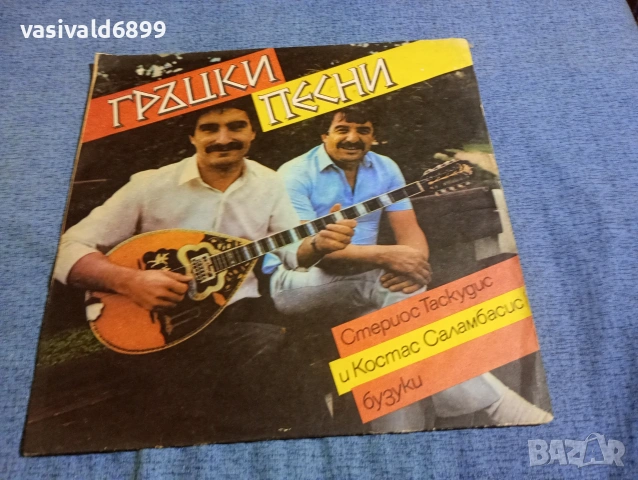 vasivald6899
ГРЪЦКИ
ПЕСНИ
Стериос Таскудис
и Костас Саламбасис
бузуки
BAZAR